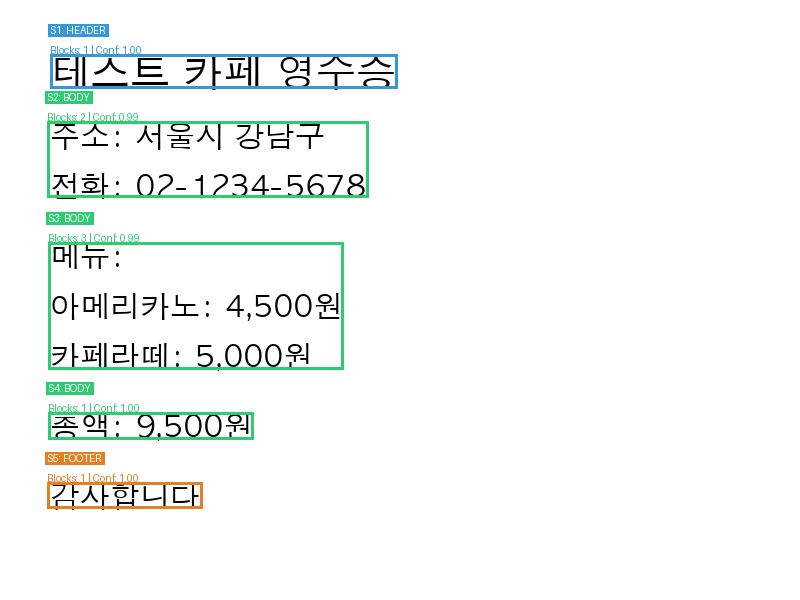 S1: HEADER
Blocks: 1 | Conf: 1.00
테스트 카페 영수증
S2: BODY
Blocks: 2 | Conf: 0.99
주소: 서울시 강남구
전화: 02-1234-5678
S3: BODY
Blocks: 3 | Conf: 0.99
메뉴:
아메리카노: 4,500원
카페라떼: 5,000원
S4: BODY
Blocks: 1 | Conf: 1.00
총액: 9,500원
S5: FOOTER
Blocks: 1 | Conf: 1.00
감사합니다